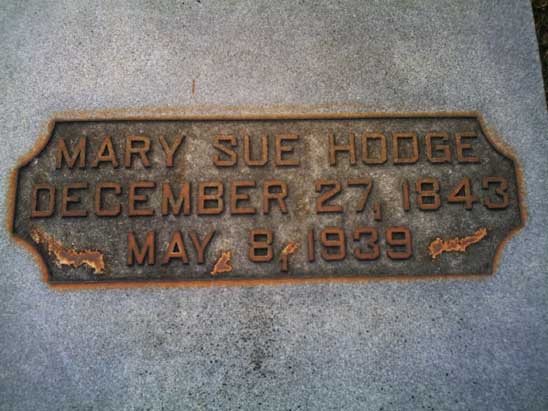 MARY SUE HODGE
DECEMBER 27, 1843
MAY, 8, 1939